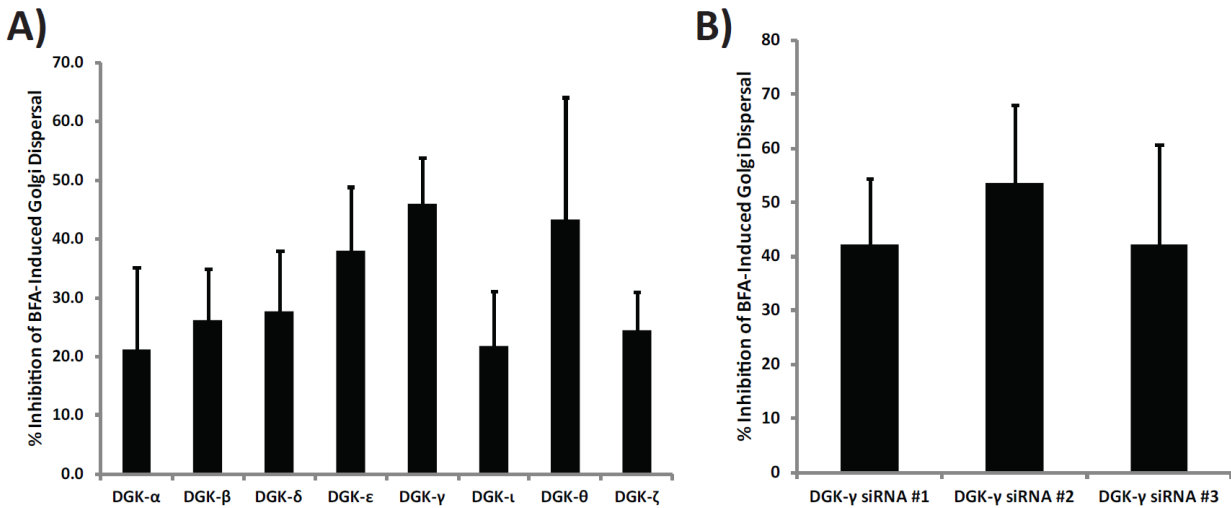 A)
% Inhibition of BFA-Induced Golgi Dispersal
70.0
60.0
50.0
40.0
30.0
20.0
10.0
0.0
DGK-α DGK-β DGK-δ DGK-ε DGK-γ DGK-ι DGK-θ DGK-ζ
B)
% Inhibition of BFA-Induced Golgi Dispersal
80
70
60
50
40
30
20
10
0
DGK-γ siRNA #1 DGK-γ siRNA #2 DGK-γ siRNA #3